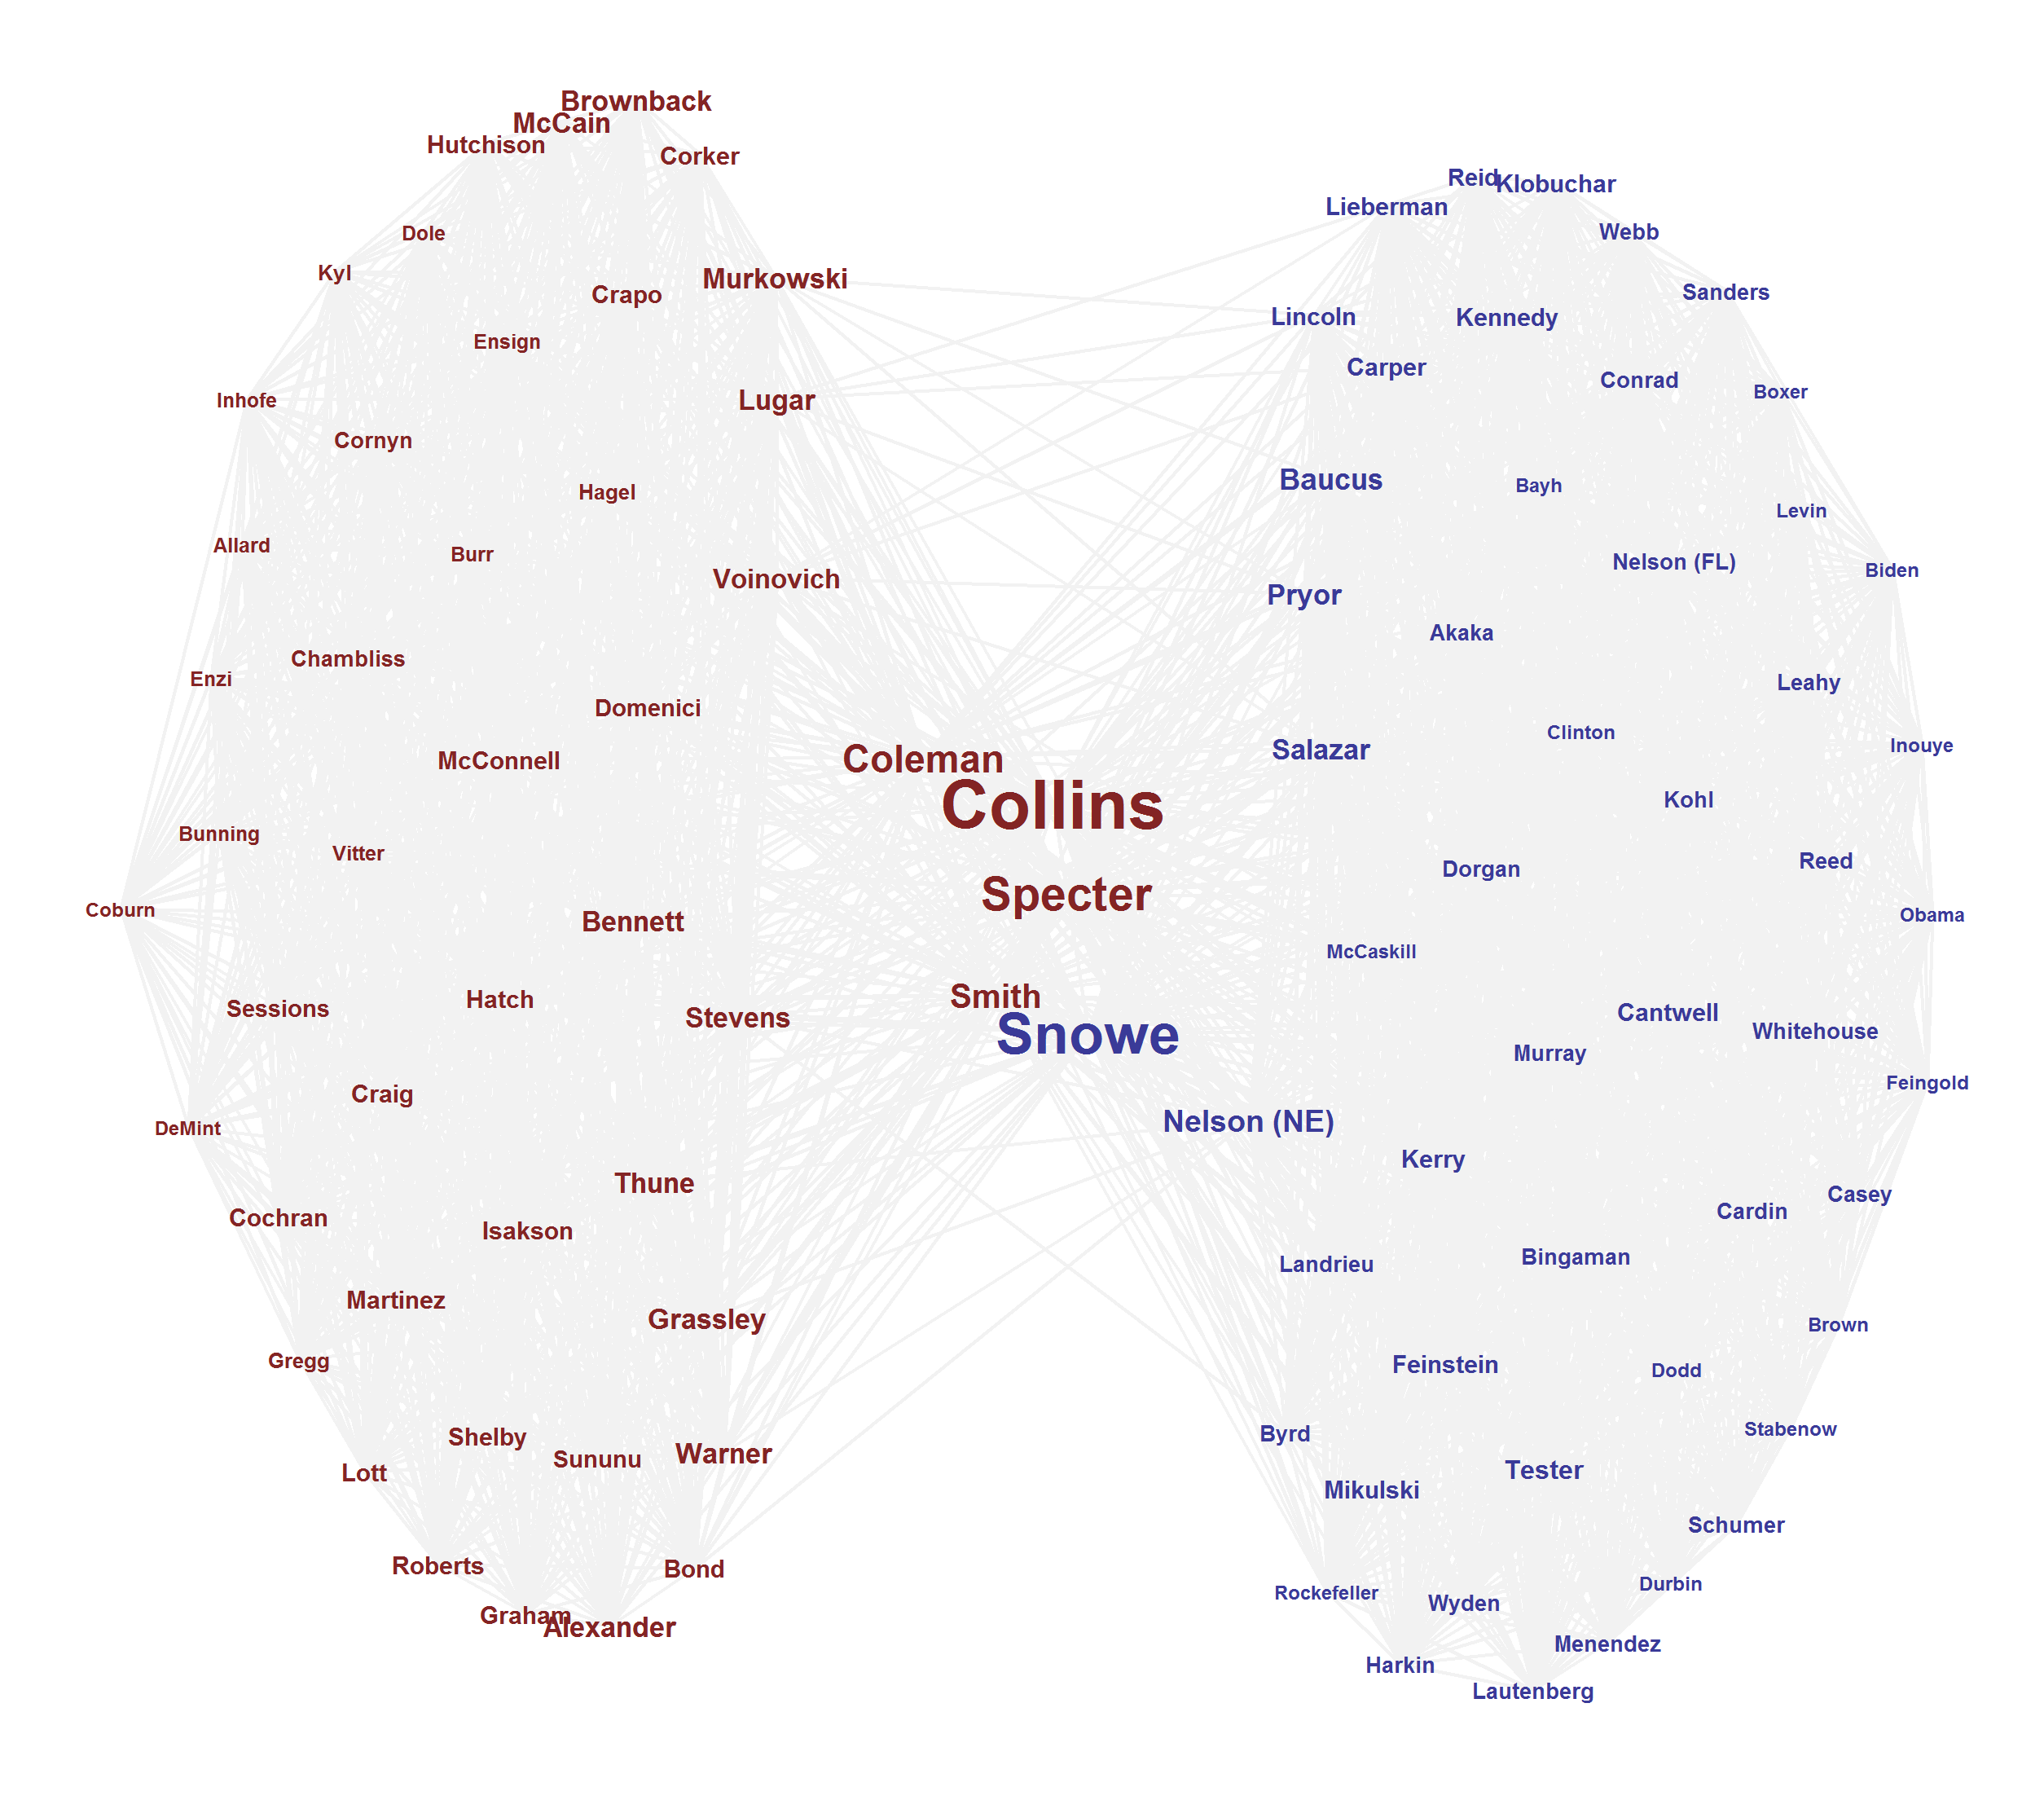 Brownback
McCain
Hutchison
Corker
Dole
Kyl
Murkowski
Crapo
Ensign
Inhofe
Lugar
Cornyn
Hagel
Allard
Burr
Voinovich
Chambliss
Enzi
Domenici
McConnell
Bunning
Vitter
Coburn
Bennett
Hatch
Sessions
Stevens
Craig
DeMint
Thune
Cochran
Isakson
Martinez
Grassley
Gregg
Shelby
Sununu
Warner
Lott
Roberts
Bond
Graham
Alexander
Coleman
Collins
Specter
Smith
Snowe
Nelson (NE)
Reid
Klobuchar
Lieberman
Webb
Sanders
Lincoln
Kennedy
Carper
Conrad
Boxer
Baucus
Bayh
Levin
Nelson (FL)
Biden
Pryor
Akaka
Leahy
Clinton
Salazar
Inouye
Kohl
Dorgan
Reed
Obama
McCaskill
Cantwell
Whitehouse
Murray
Feingold
Kerry
Casey
Cardin
Bingaman
Landrieu
Brown
Feinstein
Dodd
Byrd
Stabenow
Tester
Mikulski
Schumer
Durbin
Rockefeller
Wyden
Menendez
Harkin
Lautenberg